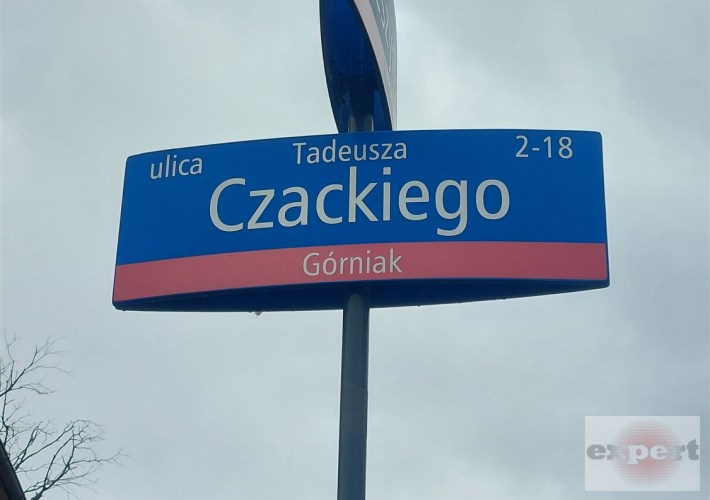 ulica Tadeusza 2-18
Czackiego
Górniak
expert